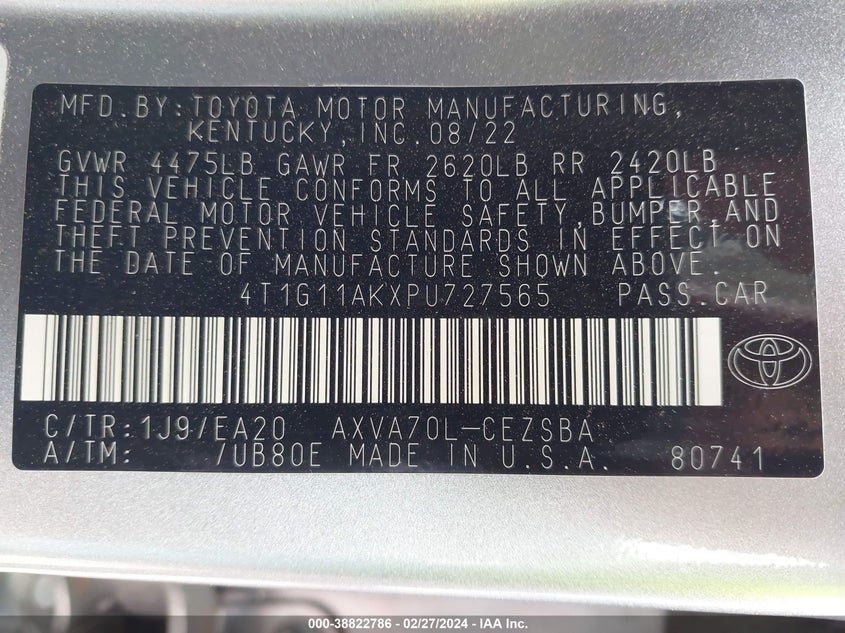 MFD.BY:TOYOTA MOTOR MANUFACTURING,
KENTUCKY,INC.08/22
GVWR 4475LB GAWR FR 2620LB RR 2420LB
THIS VEHICLE CONFORMS TO ALL APPLICABLE
FEDERAL MOTOR VEHICLE SAFETY,BUMPER,AND
THEFT PREVENTION STANDARDS IN EFFECT ON
THE DATE OF MANUFACTURE SHOWN ABOVE.
4T1G11AKXPU727565 PASS.CAR
C/TR:1J9/EA20 AXVA70L-CEZSBA
A/TM: /UB80E MADE IN U.S.A. 80741
000-38822786 - 02/27/2024 - IAA Inc.